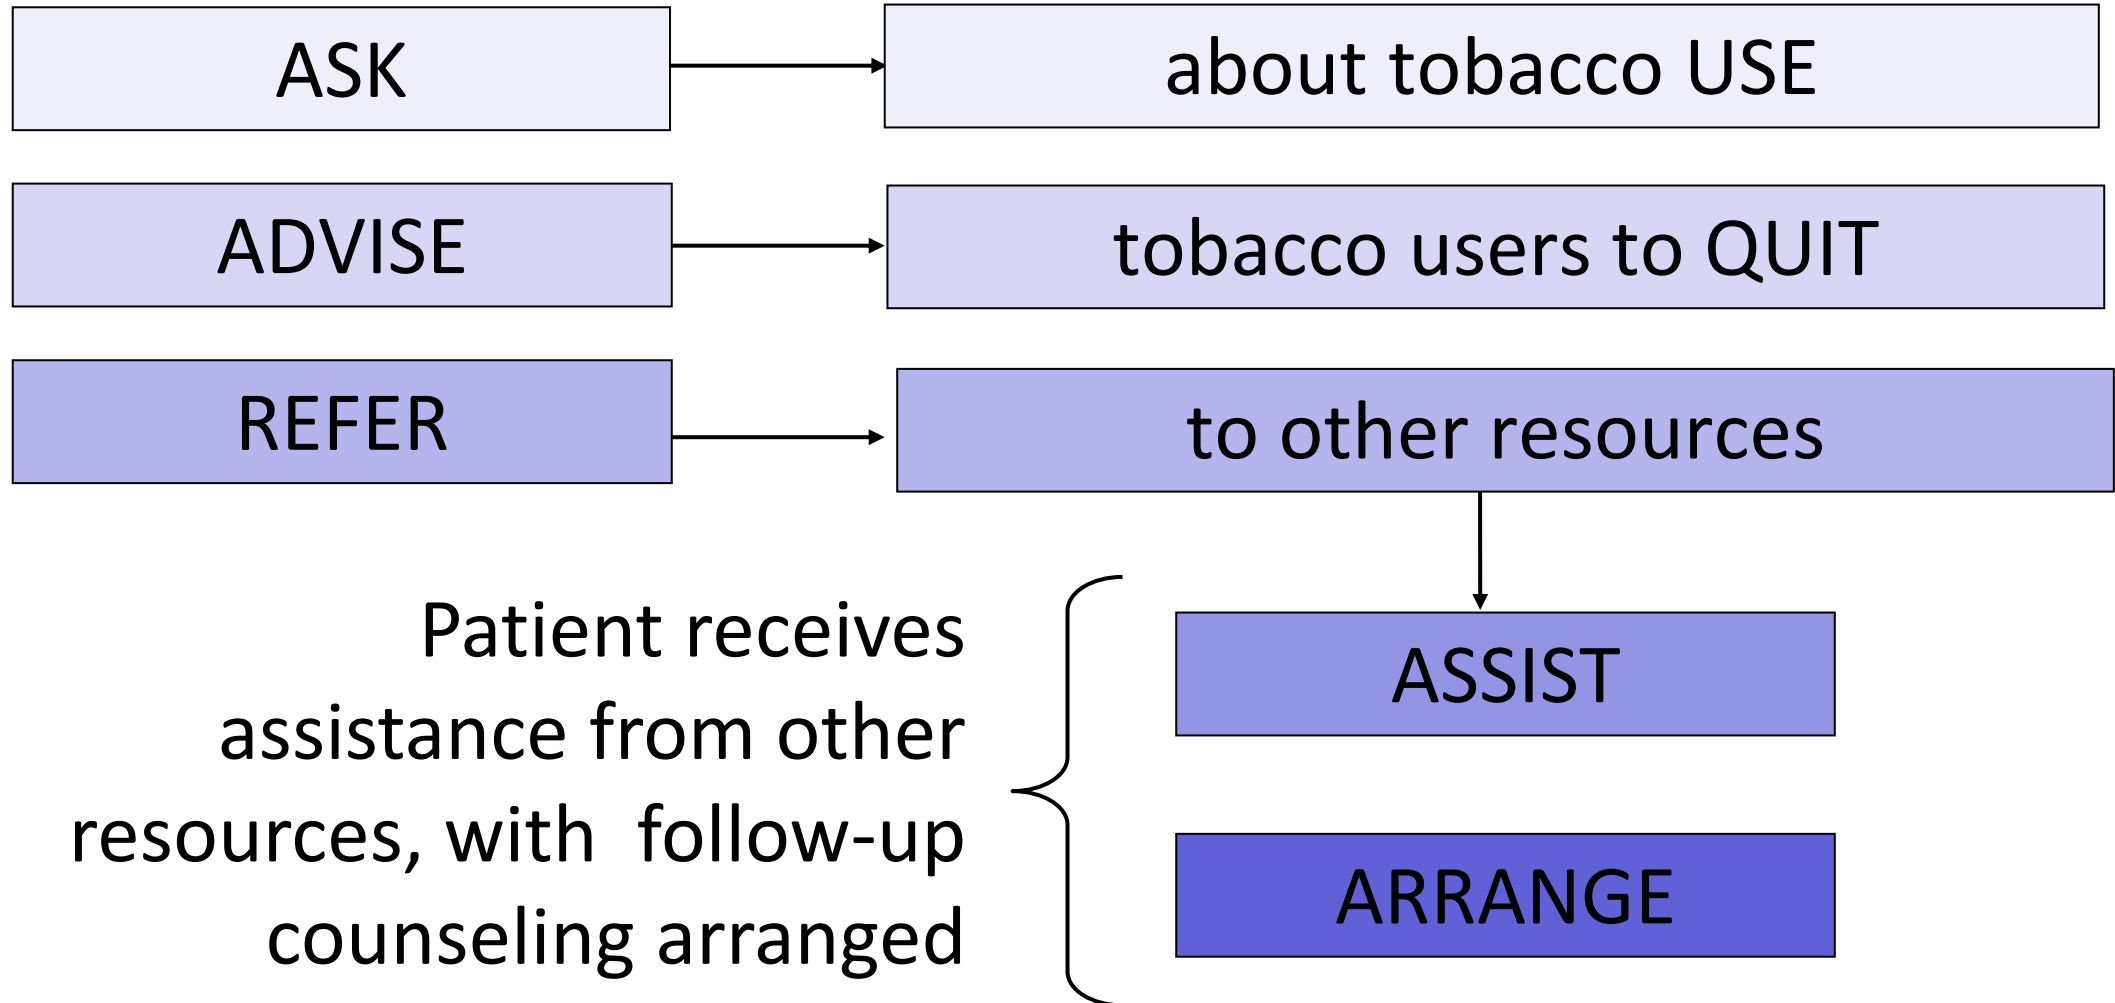 ASK
about tobacco USE
ADVISE
tobacco users to QUIT
REFER
to other resources
Patient receives
assistance from other
resources, with  follow-up
counseling arranged
ASSIST
ARRANGE